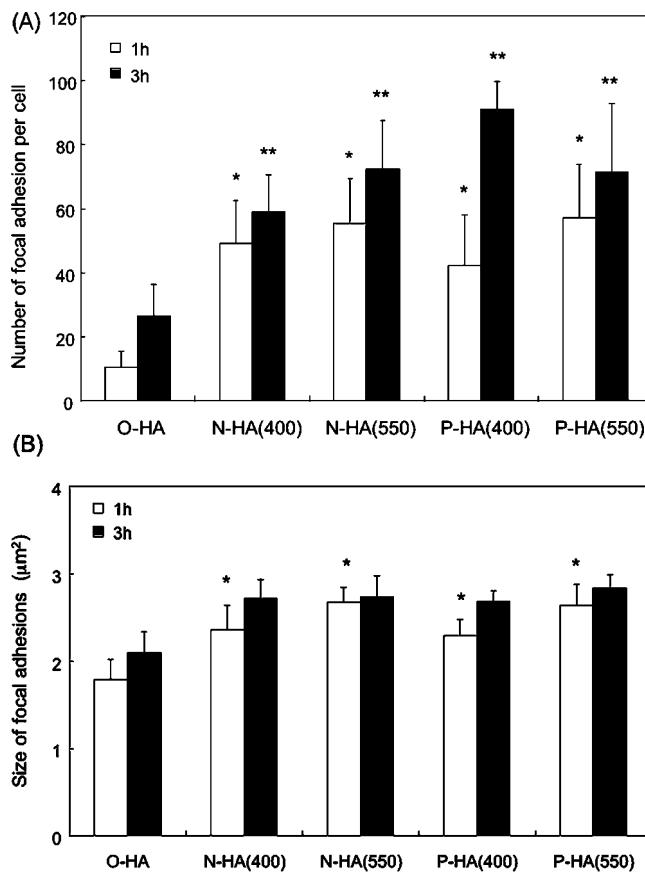 (A)
120
100
80
60
40
20
0
Number of focal adhesion per cell
1h
3h
* ** * ** * ** * **
O-HA N-HA(400) N-HA(550) P-HA(400) P-HA(550)
(B)
4
3
2
1
0
Size of focal adhesions (μm²)
1h
3h
* * * *
O-HA N-HA(400) N-HA(550) P-HA(400) P-HA(550)